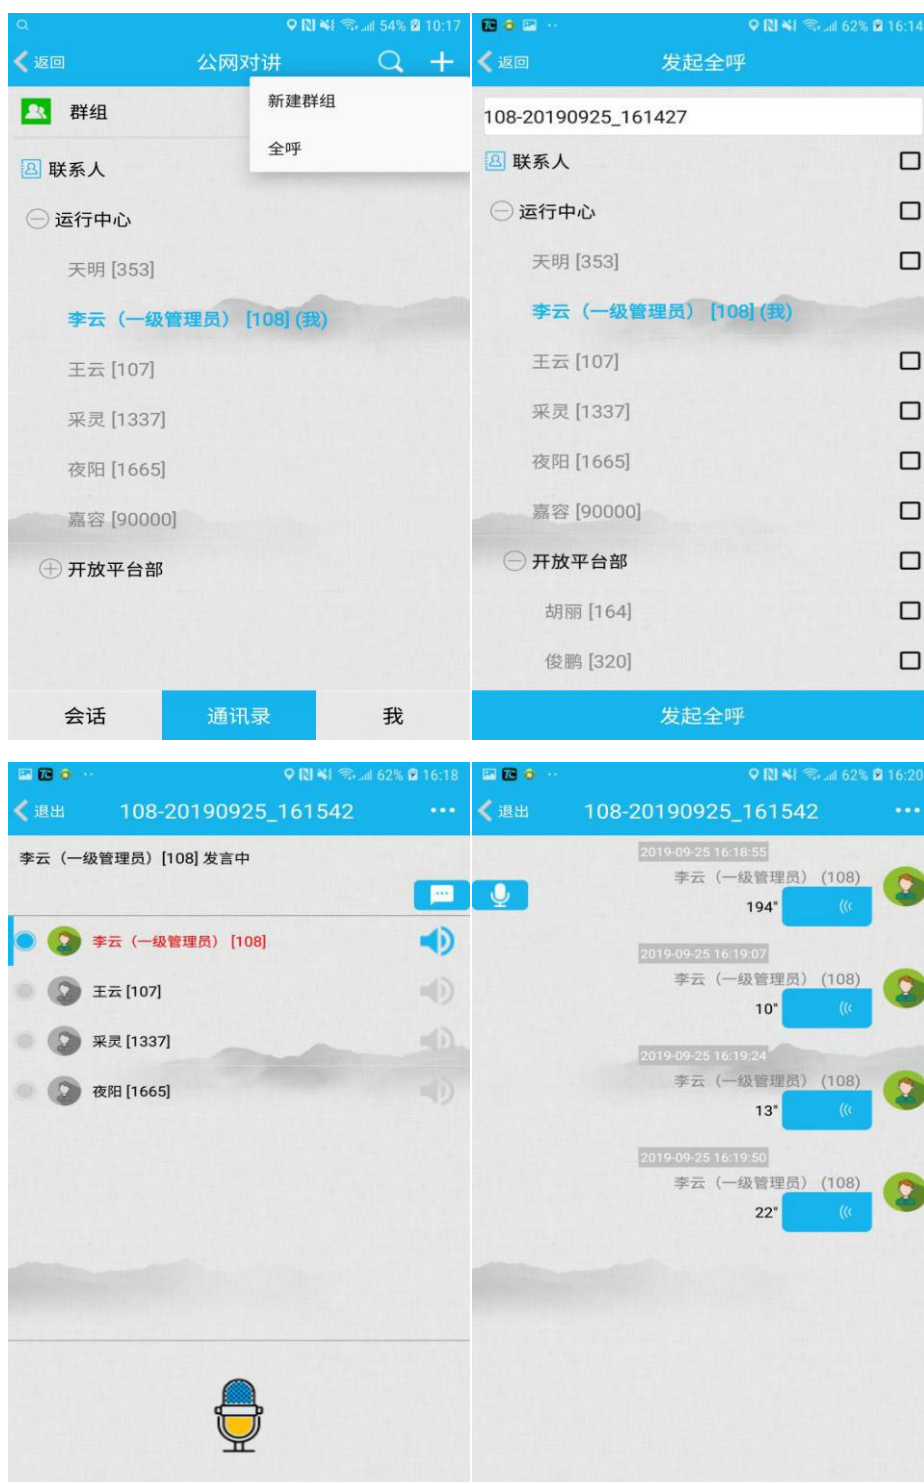 54% 10:17
返回 公网对讲
新建群组
群组
全呼
联系人
运行中心
天明 [353]
李云（一级管理员） [108] (我)
王云 [107]
采灵 [1337]
夜阳 [1665]
嘉容 [90000]
开放平台部
会话 通讯录 我
7C 62% 16:14
返回 发起全呼
108-20190925_161427
联系人
运行中心
天明 [353]
李云（一级管理员） [108] (我)
王云 [107]
采灵 [1337]
夜阳 [1665]
嘉容 [90000]
开放平台部
胡丽 [164]
俊鹏 [320]
发起全呼
7C 62% 16:18
退出 108-20190925_161542
李云（一级管理员）[108] 发言中
李云（一级管理员） [108]
王云 [107]
采灵 [1337]
夜阳 [1665]
7C 62% 16:20
退出 108-20190925_161542
2019-09-25 16:18:55
李云（一级管理员） (108)
194"
2019-09-25 16:19:07
李云（一级管理员） (108)
10"
2019-09-25 16:19:24
李云（一级管理员） (108)
13"
2019-09-25 16:19:50
李云（一级管理员） (108)
22"